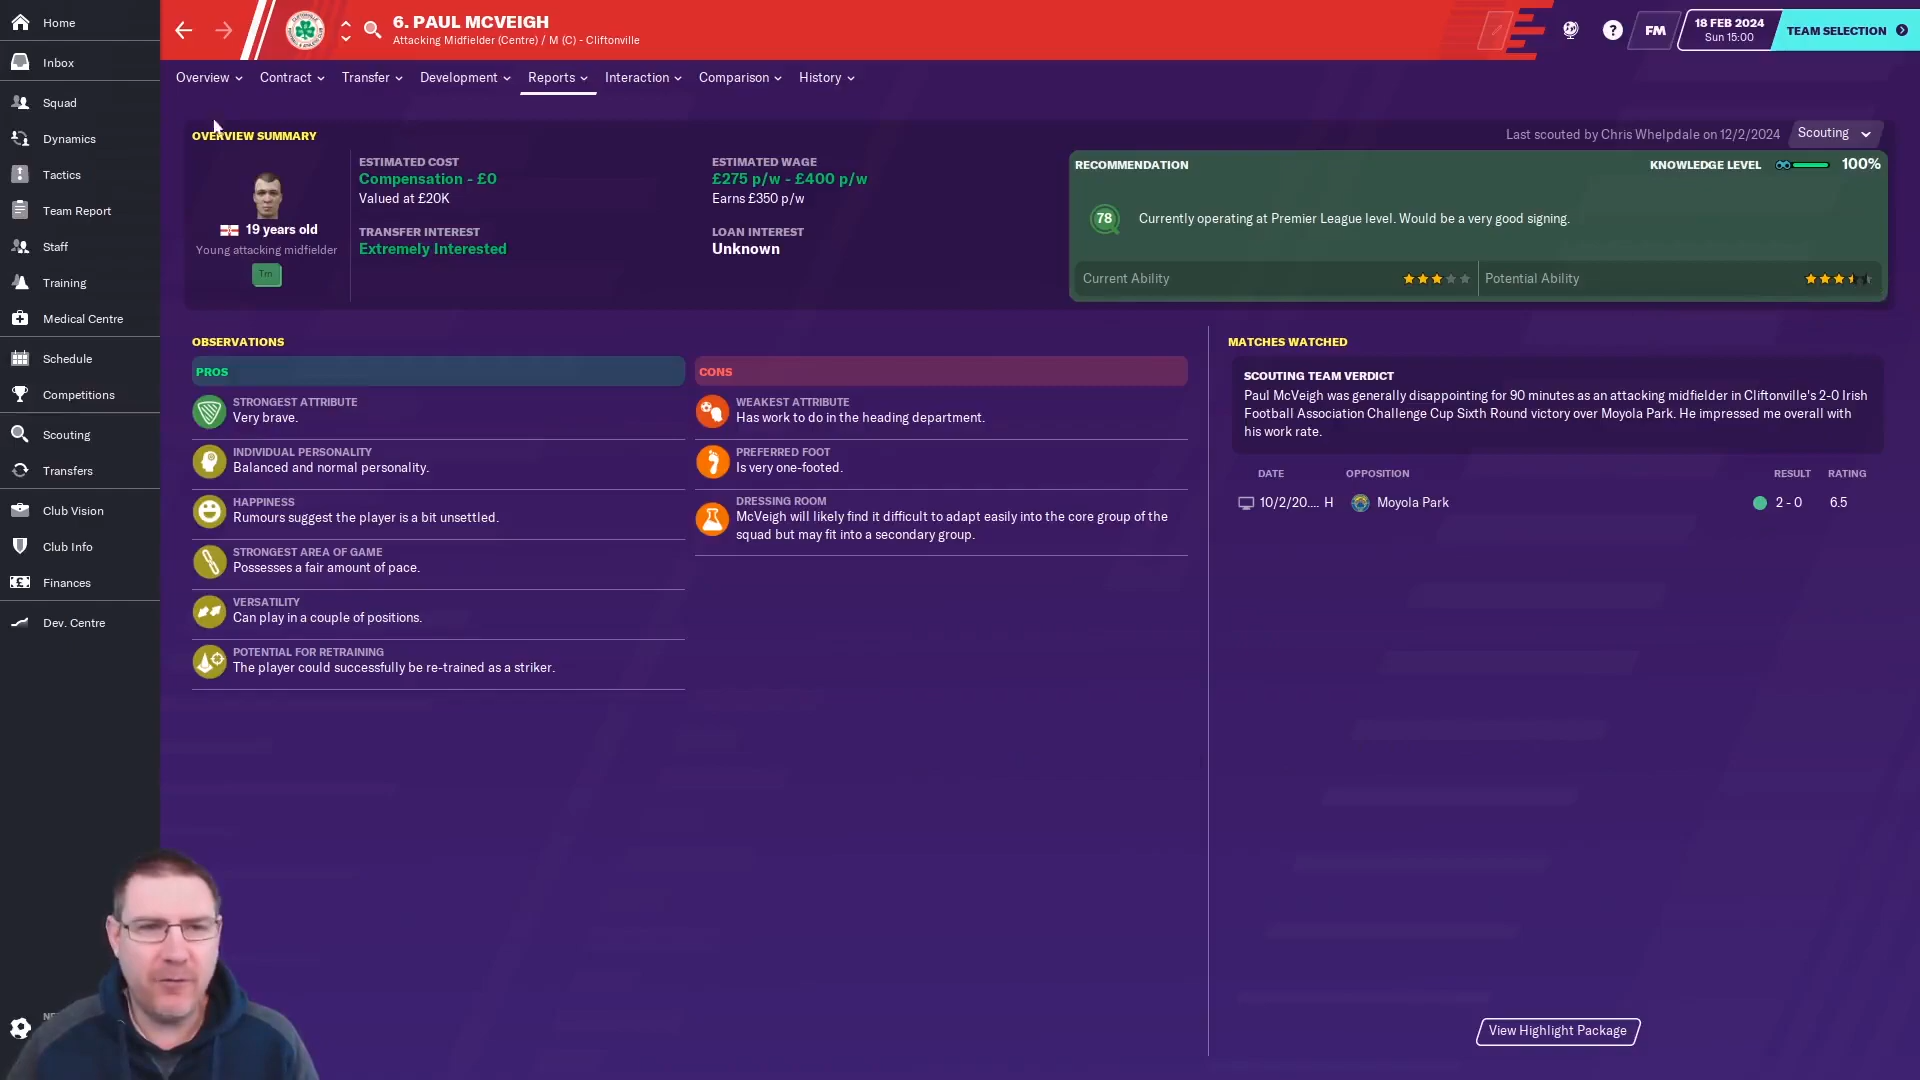 Home
Inbox
Squad
Dynamics
Tactics
Team Report
Staff
Training
Medical Centre
Schedule
Competitions
Scouting
Transfers
Club Vision
Club Info
Finances
Dev. Centre
6. PAUL MCVEIGH
Attacking Midfielder (Centre) / M (C) - Cliftonville
FM
18 FEB 2024
Sun 15:00
TEAM SELECTION
Overview
Contract
Transfer
Development
Reports
Interaction
Comparison
History
OVERVIEW SUMMARY
Last scouted by Chris Whelpdale on 12/2/2024
Scouting
19 years old
Young attacking midfielder
Trn
ESTIMATED COST
Compensation - £0
Valued at £20K
TRANSFER INTEREST
Extremely Interested
ESTIMATED WAGE
£275 p/w - £400 p/w
Earns £350 p/w
LOAN INTEREST
Unknown
RECOMMENDATION
KNOWLEDGE LEVEL 100%
78
Currently operating at Premier League level. Would be a very good signing.
Current Ability
Potential Ability
OBSERVATIONS
PROS
STRONGEST ATTRIBUTE
Very brave.
INDIVIDUAL PERSONALITY
Balanced and normal personality.
HAPPINESS
Rumours suggest the player is a bit unsettled.
STRONGEST AREA OF GAME
Possesses a fair amount of pace.
VERSATILITY
Can play in a couple of positions.
POTENTIAL FOR RETRAINING
The player could successfully be re-trained as a striker.
CONS
WEAKEST ATTRIBUTE
Has work to do in the heading department.
PREFERRED FOOT
Is very one-footed.
DRESSING ROOM
McVeigh will likely find it difficult to adapt easily into the core group of the
squad but may fit into a secondary group.
MATCHES WATCHED
SCOUTING TEAM VERDICT
Paul McVeigh was generally disappointing for 90 minutes as an attacking midfielder in Cliftonville's 2-0 Irish
Football Association Challenge Cup Sixth Round victory over Moyola Park. He impressed me overall with
his work rate.
DATE OPPOSITION RESULT RATING
10/2/20.... H Moyola Park 2 - 0 6.5
View Highlight Package